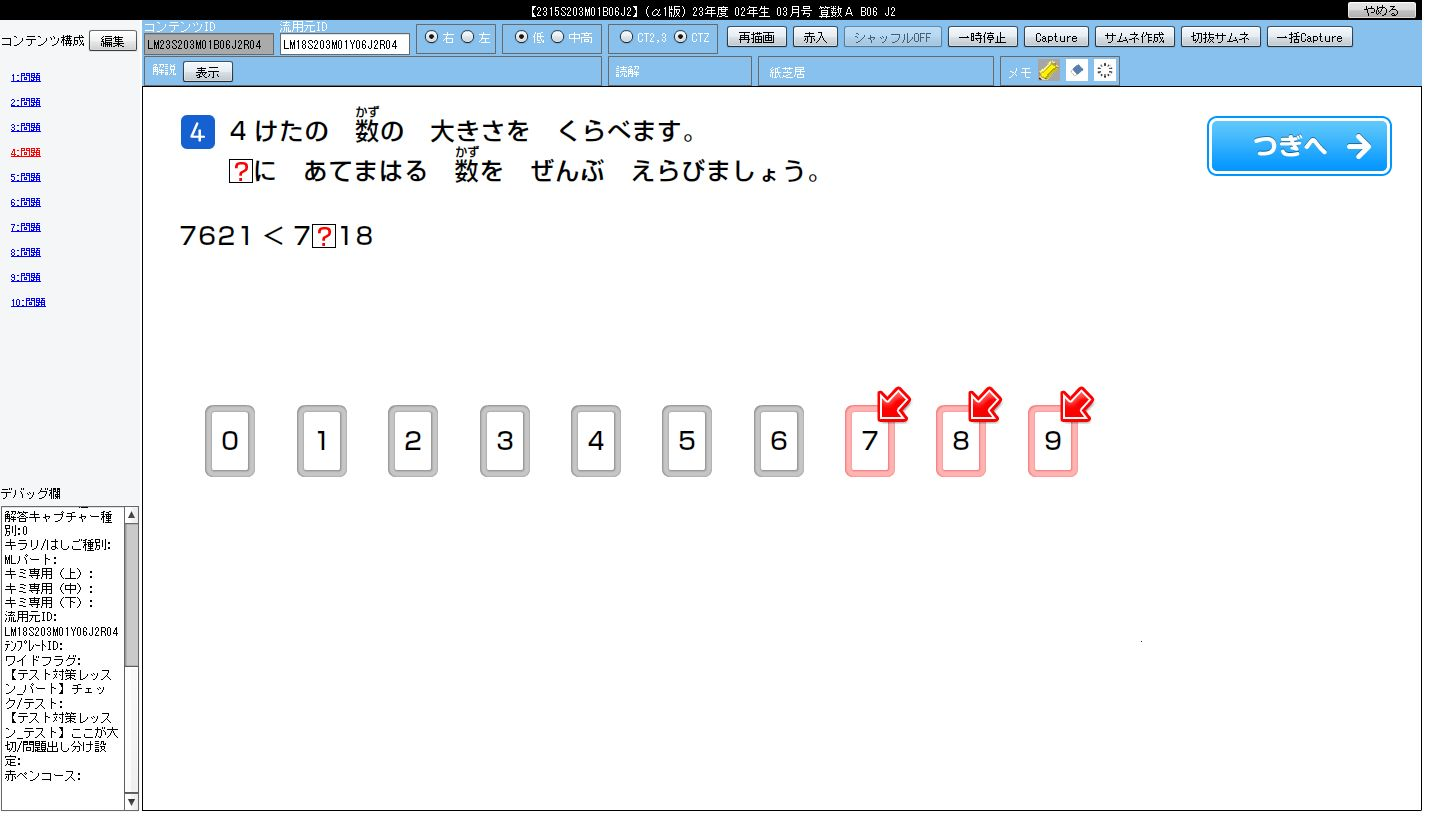 【2315S203M01B06J2】(α1版) 23年度 02年生 03月号 算数A B06 J2
やめる
コンテンツ構成 編集
コンテンツID 流用元ID
LM23S203M01B06J2R04 LM18S203M01Y06J2R04 右 左 低 中高 CT2,3 CTZ 再描画 赤入 シャッフルOFF 一時停止 Capture サムネ作成 切抜サムネ 一括Capture
解説 表示 読解 紙芝居 メモ
1:問題
2:問題
3:問題
4:問題
5:問題
6:問題
7:問題
8:問題
9:問題
10:問題
かず
4 4けたの 数の 大きさを くらべます。
かず
?に あてまはる 数を ぜんぶ えらびましょう。
つぎへ
7621 < 7?18
0 1 2 3 4 5 6 7 8 9
デバッグ欄
解答キャプチャー種
別:0
キラリ/はしご種別:
MLパート:
キミ専用（上）:
キミ専用（中）:
キミ専用（下）:
流用元ID:
LM18S203M01Y06J2R04
ﾃﾝﾌﾟﾚｰﾄID:
ワイドフラグ:
【テスト対策レッス
ン_パート】チェッ
ク/テスト:
【テスト対策レッス
ン_テスト】ここが大
切/問題出し分け設
定:
赤ペンコース: